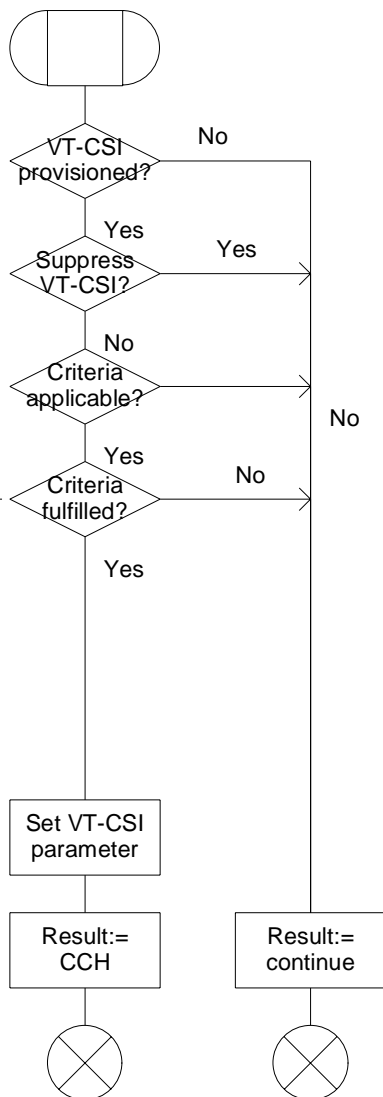 VT-CSI
provisioned?
No
Yes
Suppress
VT-CSI?
Yes
No
Criteria
applicable?
No
Yes
Criteria
fulfilled?
No
Yes
Set VT-CSI
parameter
Result:=
CCH
Result:=
continue